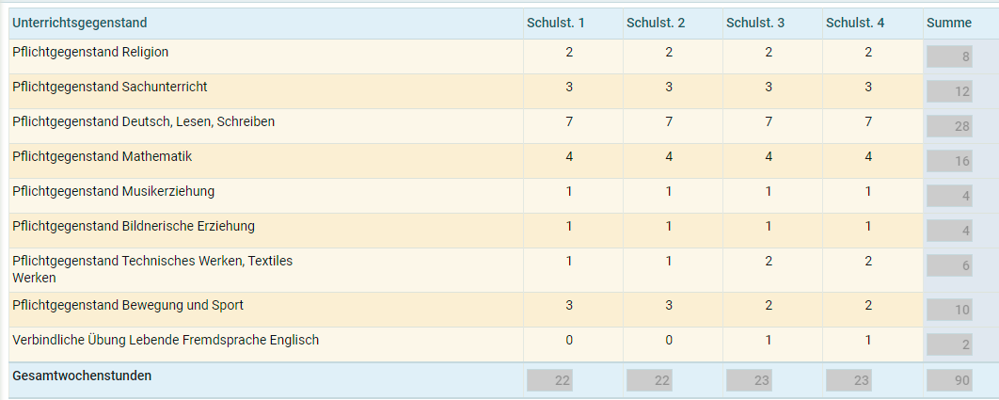 Unterrichtsgegenstand Schulst. 1 Schulst. 2 Schulst. 3 Schulst. 4 Summe
Pflichtgegenstand Religion 2 2 2 2 8
Pflichtgegenstand Sachunterricht 3 3 3 3 12
Pflichtgegenstand Deutsch, Lesen, Schreiben 7 7 7 7 28
Pflichtgegenstand Mathematik 4 4 4 4 16
Pflichtgegenstand Musikerziehung 1 1 1 1 4
Pflichtgegenstand Bildnerische Erziehung 1 1 1 1 4
Pflichtgegenstand Technisches Werken, Textiles 1 1 2 2 6
Werken
Pflichtgegenstand Bewegung und Sport 3 3 2 2 10
Verbindliche Übung Lebende Fremdsprache Englisch 0 0 1 1 2
Gesamtwochenstunden 22 22 23 23 90